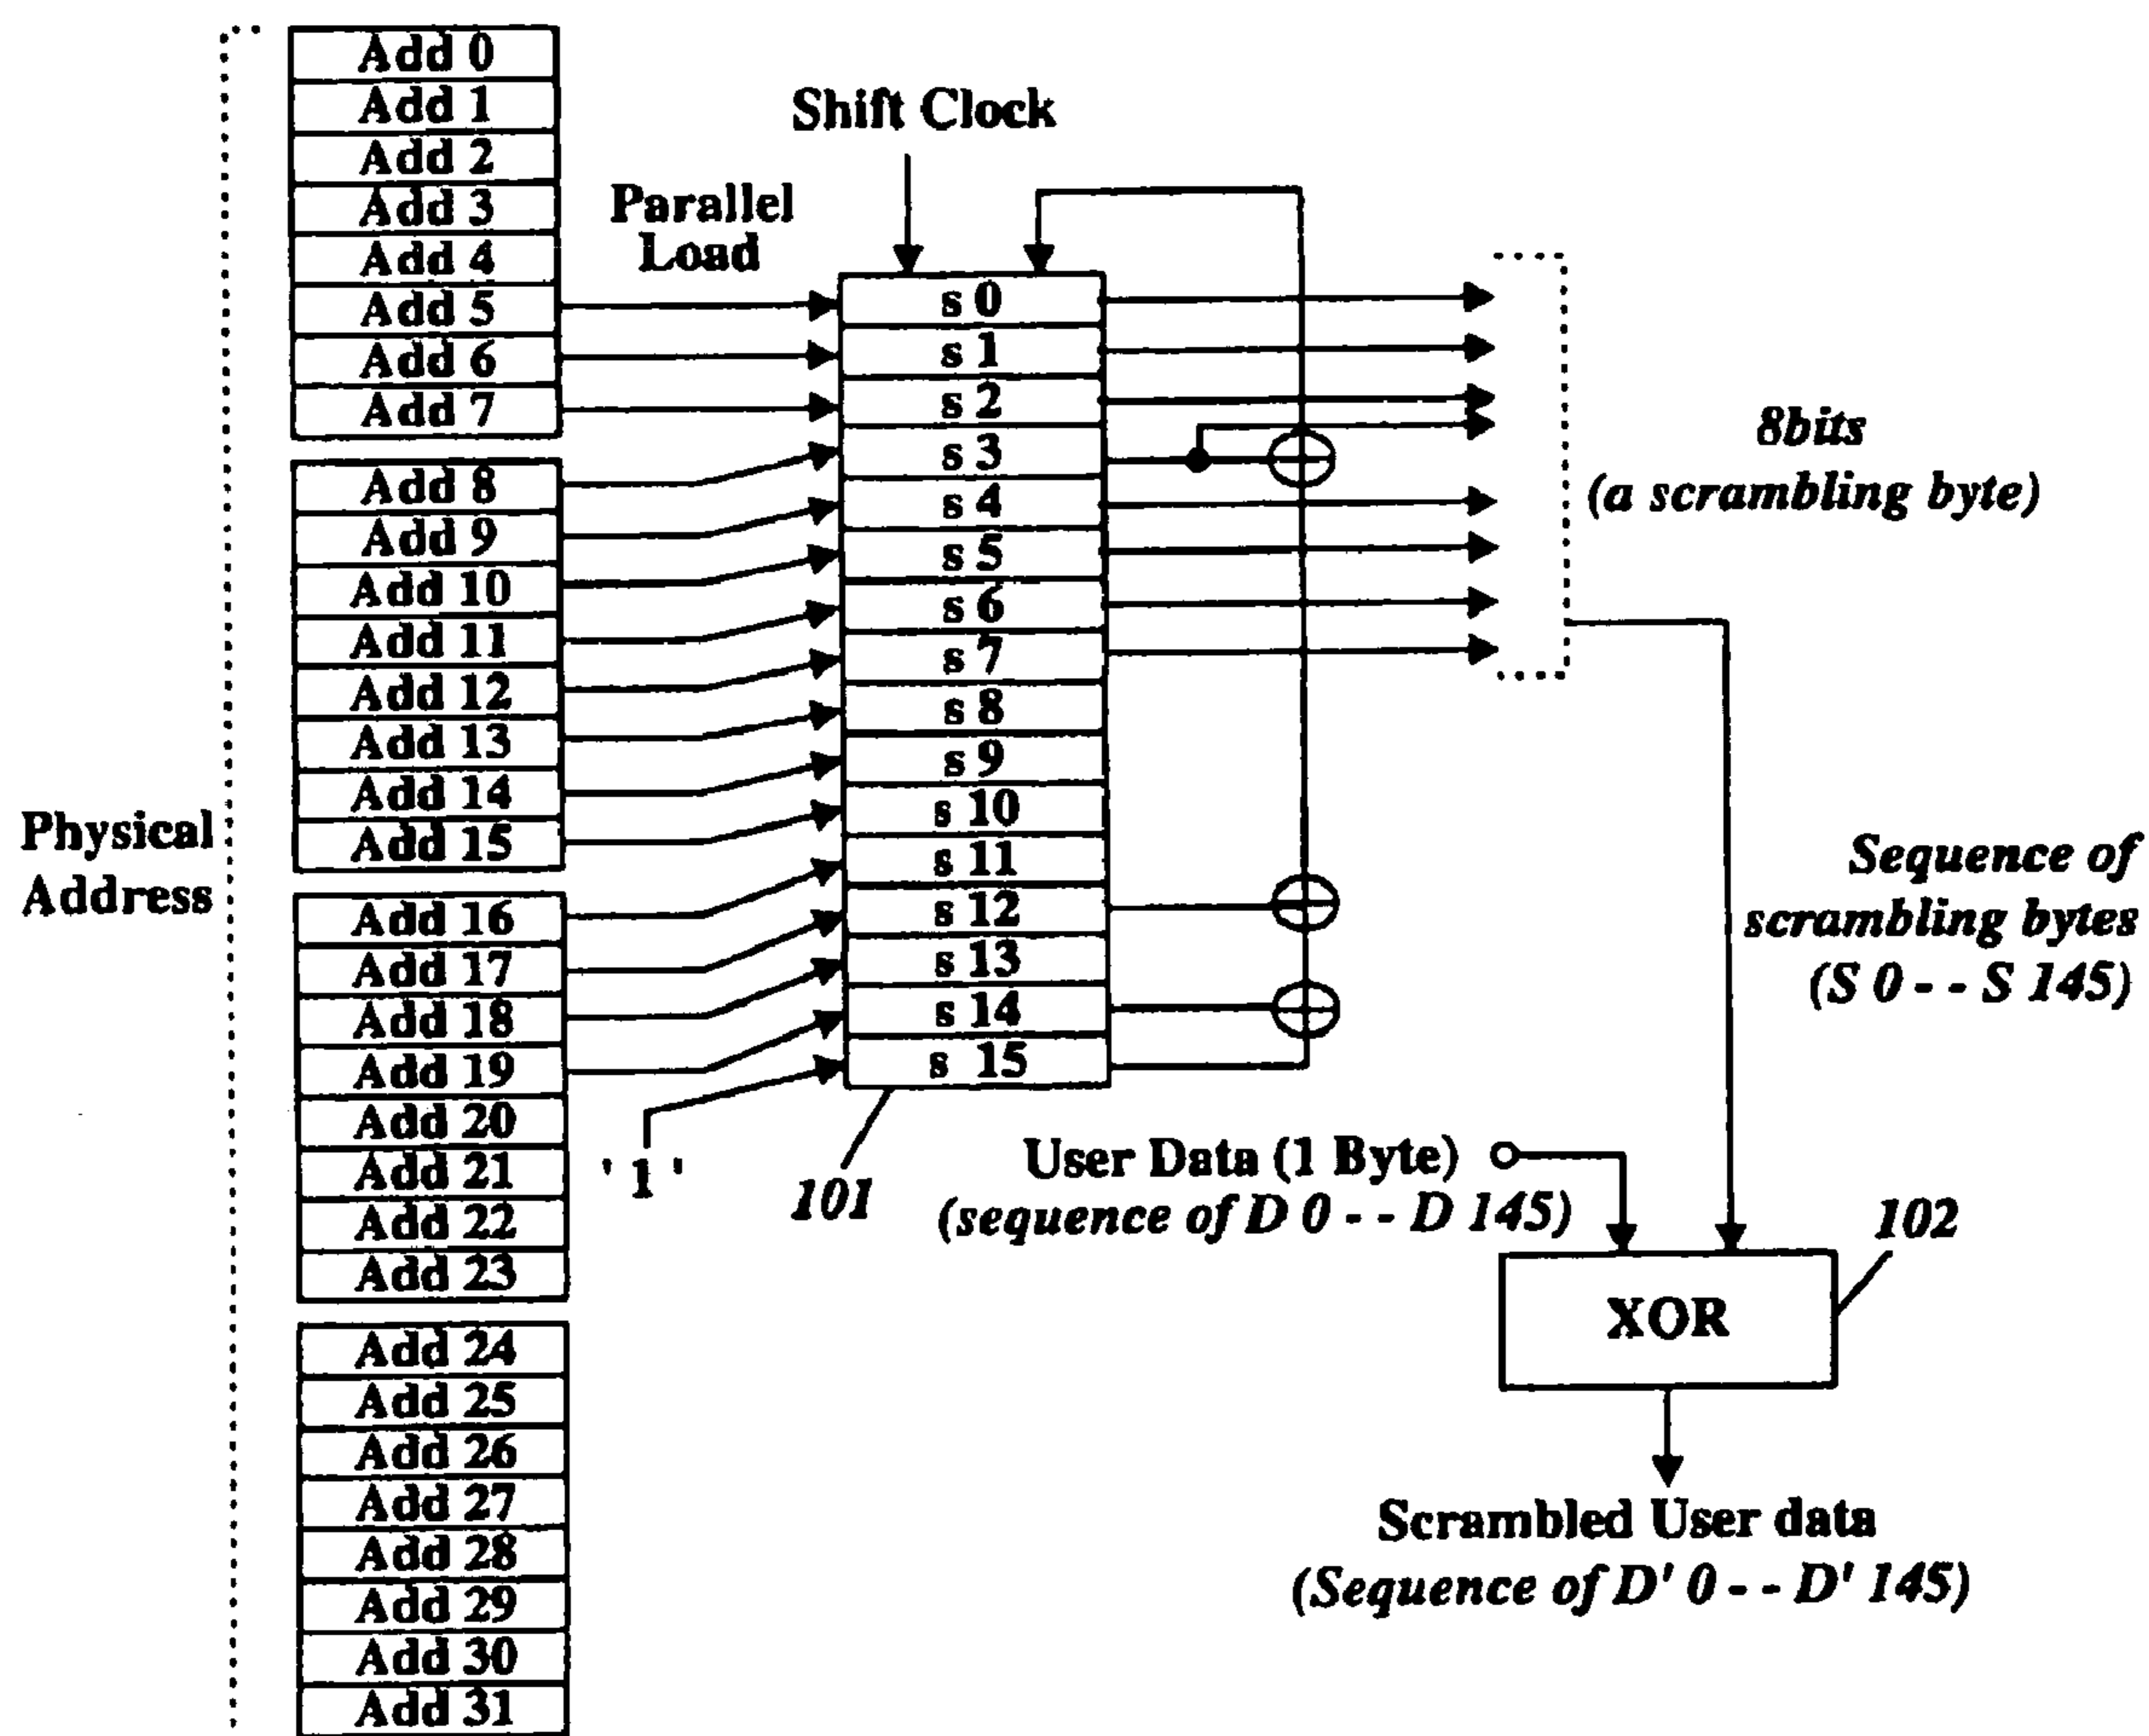 Add 0
Add 1
Add 2
Add 3
Add 4
Add 5
Add 6
Add 7
Add 8
Add 9
Add 10
Add 11
Add 12
Add 13
Add 14
Add 15
Add 16
Add 17
Add 18
Add 19
Add 20
Add 21
Add 22
Add 23
Add 24
Add 25
Add 26
Add 27
Add 28
Add 29
Add 30
Add 31
Physical
Address
Parallel
Load
Shift Clock
s 0
s 1
s 2
s 3
s 4
s 5
s 6
s 7
s 8
s 9
s 10
s 11
s 12
s 13
s 14
s 15
' 1 '
101
8bits
(a scrambling byte)
Sequence of
scrambling bytes
(S 0 - - S 145)
User Data (1 Byte)
(sequence of D 0 - - D 145)
102
XOR
Scrambled User data
(Sequence of D' 0 - - D' 145)